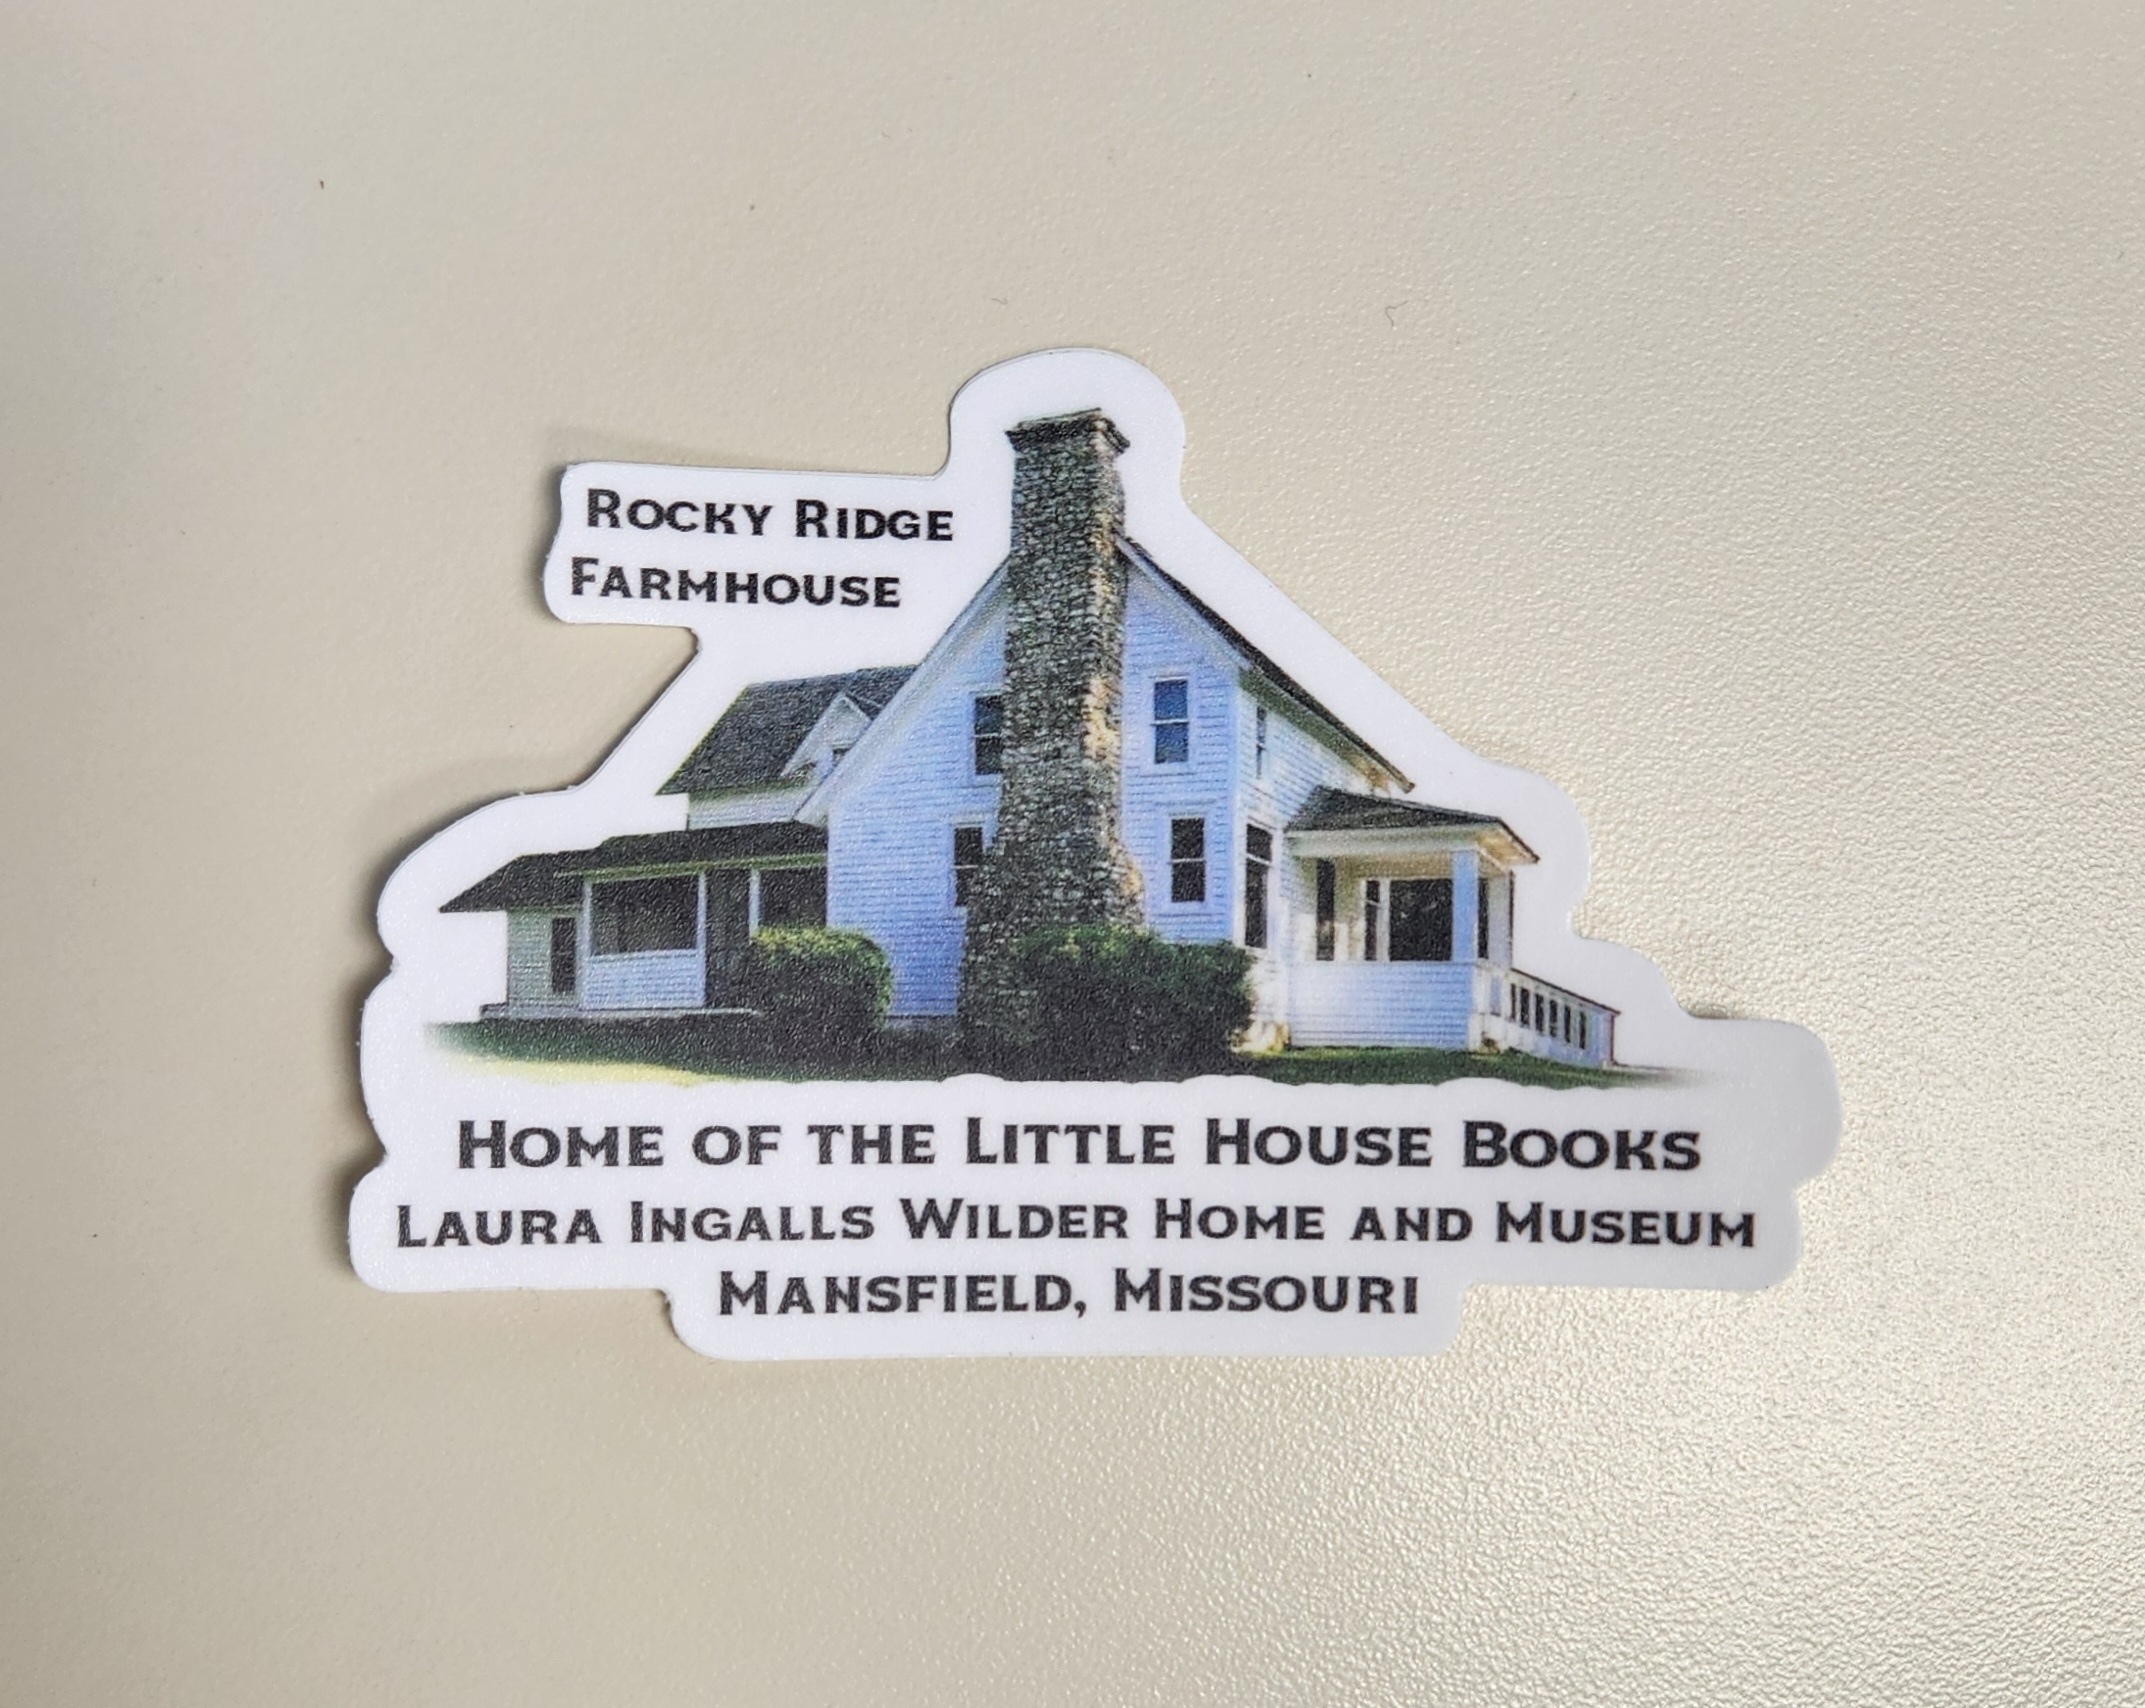 Rocky Ridge
Farmhouse
Home of the Little House Books
Laura Ingalls Wilder Home and Museum
Mansfield, Missouri